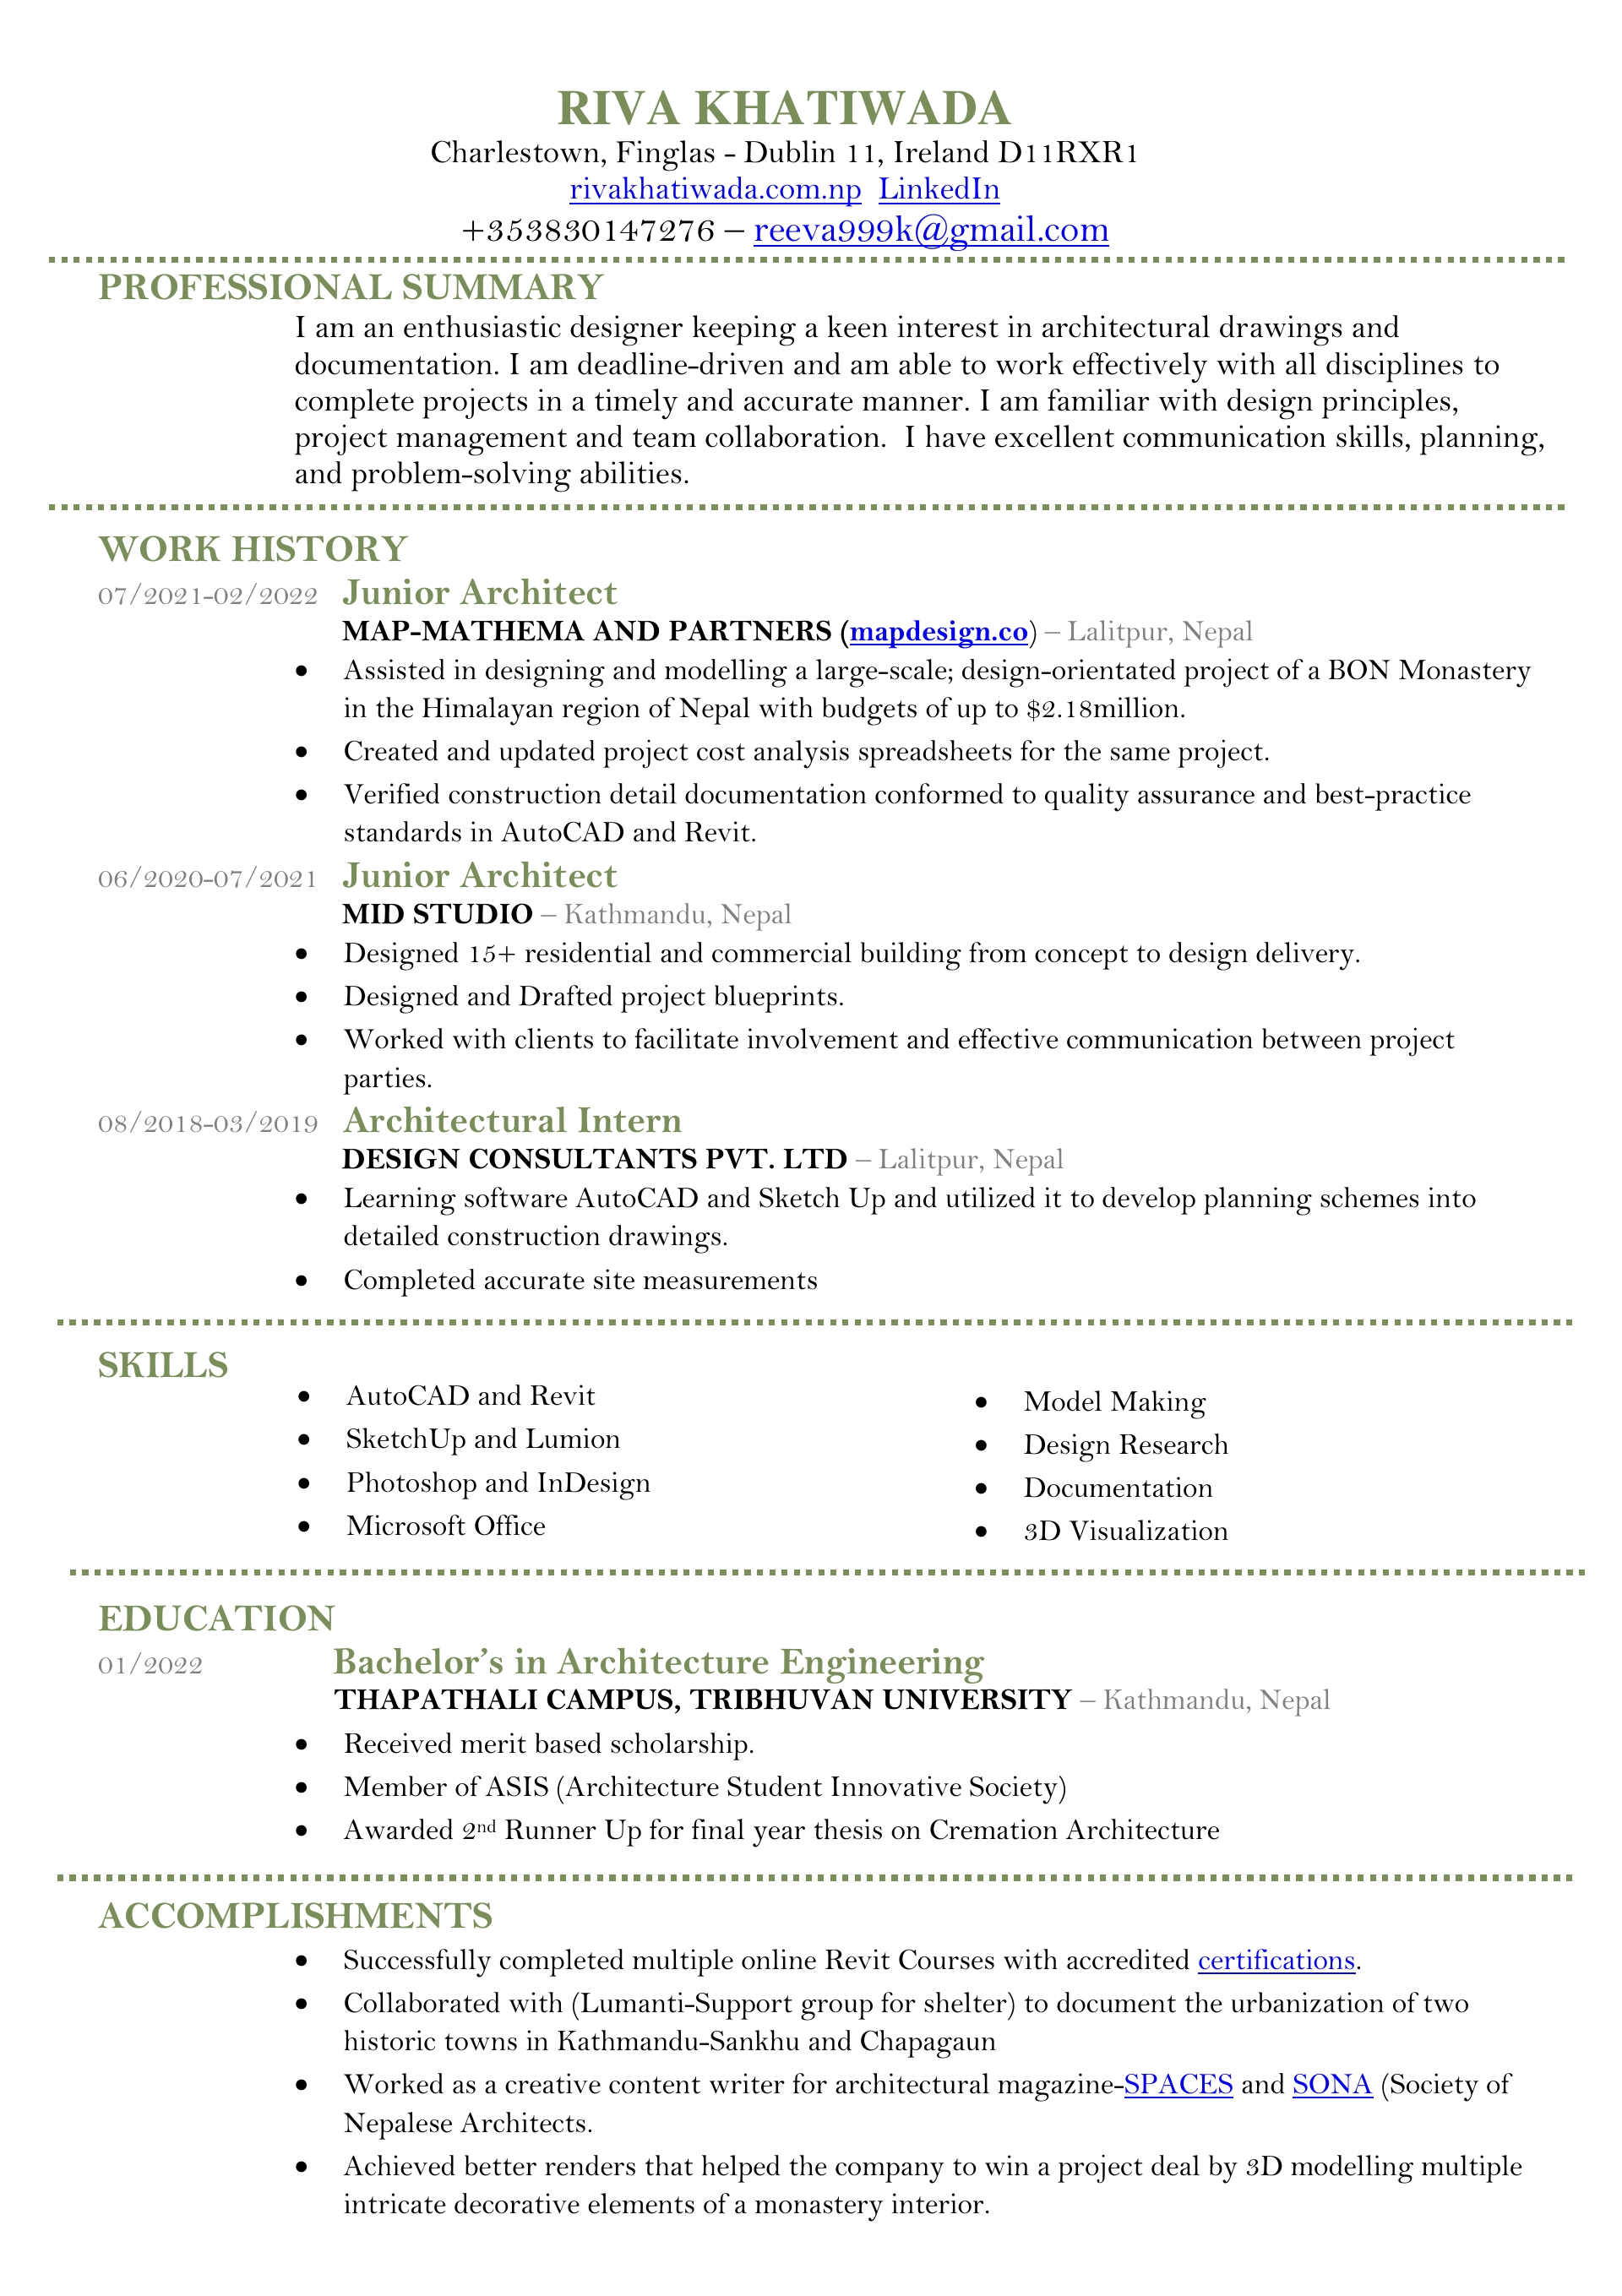 RIVA KHATIWADA
Charlestown, Finglas - Dublin 11, Ireland D11RXR1
rivakhatiwada.com.np  LinkedIn
+353830147276 – reeva999k@gmail.com
PROFESSIONAL SUMMARY
I am an enthusiastic designer keeping a keen interest in architectural drawings and
documentation. I am deadline-driven and am able to work effectively with all disciplines to
complete projects in a timely and accurate manner. I am familiar with design principles,
project management and team collaboration.  I have excellent communication skills, planning,
and problem-solving abilities.
WORK HISTORY
07/2021-02/2022 Junior Architect
MAP-MATHEMA AND PARTNERS (mapdesign.co) – Lalitpur, Nepal
• Assisted in designing and modelling a large-scale; design-orientated project of a BON Monastery
in the Himalayan region of Nepal with budgets of up to $2.18million.
• Created and updated project cost analysis spreadsheets for the same project.
• Verified construction detail documentation conformed to quality assurance and best-practice
standards in AutoCAD and Revit.
06/2020-07/2021 Junior Architect
MID STUDIO – Kathmandu, Nepal
• Designed 15+ residential and commercial building from concept to design delivery.
• Designed and Drafted project blueprints.
• Worked with clients to facilitate involvement and effective communication between project
parties.
08/2018-03/2019 Architectural Intern
DESIGN CONSULTANTS PVT. LTD – Lalitpur, Nepal
• Learning software AutoCAD and Sketch Up and utilized it to develop planning schemes into
detailed construction drawings.
• Completed accurate site measurements
SKILLS
• AutoCAD and Revit
• SketchUp and Lumion
• Photoshop and InDesign
• Microsoft Office
• Model Making
• Design Research
• Documentation
• 3D Visualization
EDUCATION
01/2022 Bachelor's in Architecture Engineering
THAPATHALI CAMPUS, TRIBHUVAN UNIVERSITY – Kathmandu, Nepal
• Received merit based scholarship.
• Member of ASIS (Architecture Student Innovative Society)
• Awarded 2nd Runner Up for final year thesis on Cremation Architecture
ACCOMPLISHMENTS
• Successfully completed multiple online Revit Courses with accredited certifications.
• Collaborated with (Lumanti-Support group for shelter) to document the urbanization of two
historic towns in Kathmandu-Sankhu and Chapagaun
• Worked as a creative content writer for architectural magazine-SPACES and SONA (Society of
Nepalese Architects.
• Achieved better renders that helped the company to win a project deal by 3D modelling multiple
intricate decorative elements of a monastery interior.